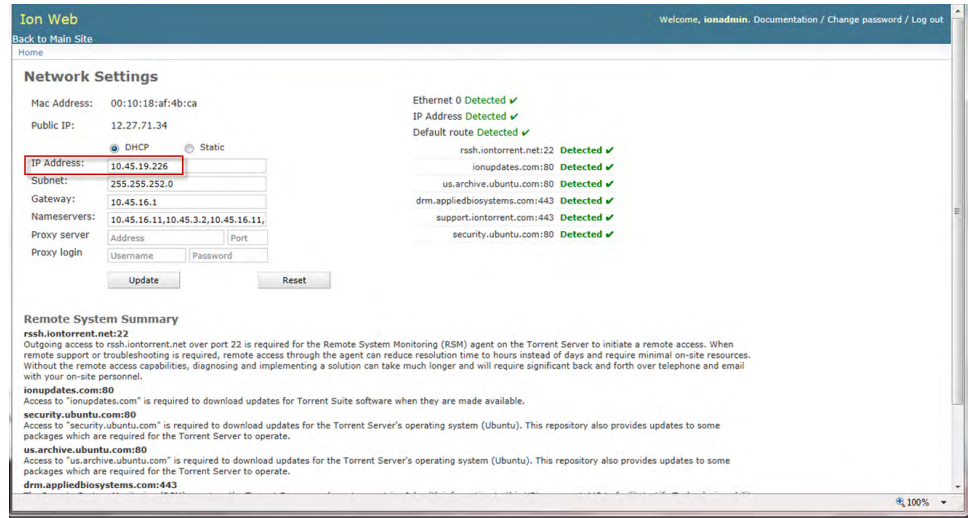 Ion Web
Welcome, ionadmin. Documentation / Change password / Log out
Back to Main Site
Home
Network Settings
Mac Address: 00:10:18:af:4b:ca
Public IP: 12.27.71.34
DHCP Static
IP Address: 10.45.19.226
Subnet: 255.255.252.0
Gateway: 10.45.16.1
Nameservers: 10.45.16.11,10.45.3.2,10.45.16.11,
Proxy server Address Port
Proxy login Username Password
Update Reset
Ethernet 0 Detected ✔
IP Address Detected ✔
Default route Detected ✔
rssh.iontorrent.net:22 Detected ✔
ionupdates.com:80 Detected ✔
us.archive.ubuntu.com:80 Detected ✔
drm.appliedbiosystems.com:443 Detected ✔
support.iontorrent.com:443 Detected ✔
security.ubuntu.com:80 Detected ✔
Remote System Summary
rssh.iontorrent.net:22
Outgoing access to rssh.iontorrent.net over port 22 is required for the Remote System Monitoring (RSM) agent on the Torrent Server to initiate a remote access. When
remote support or troubleshooting is required, remote access through the agent can reduce resolution time to hours instead of days and require minimal on-site resources.
Without the remote access capabilities, diagnosing and implementing a solution can take much longer and will require significant back and forth over telephone and email
with your on-site personnel.
ionupdates.com:80
Access to "ionupdates.com" is required to download updates for Torrent Suite software when they are made available.
security.ubuntu.com:80
Access to "security.ubuntu.com" is required to download updates for the Torrent Server's operating system (Ubuntu). This repository also provides updates to some
packages which are required for the Torrent Server to operate.
us.archive.ubuntu.com:80
Access to "us.archive.ubuntu.com" is required to download updates for the Torrent Server's operating system (Ubuntu). This repository also provides updates to some
packages which are required for the Torrent Server to operate.
drm.appliedbiosystems.com:443
100%